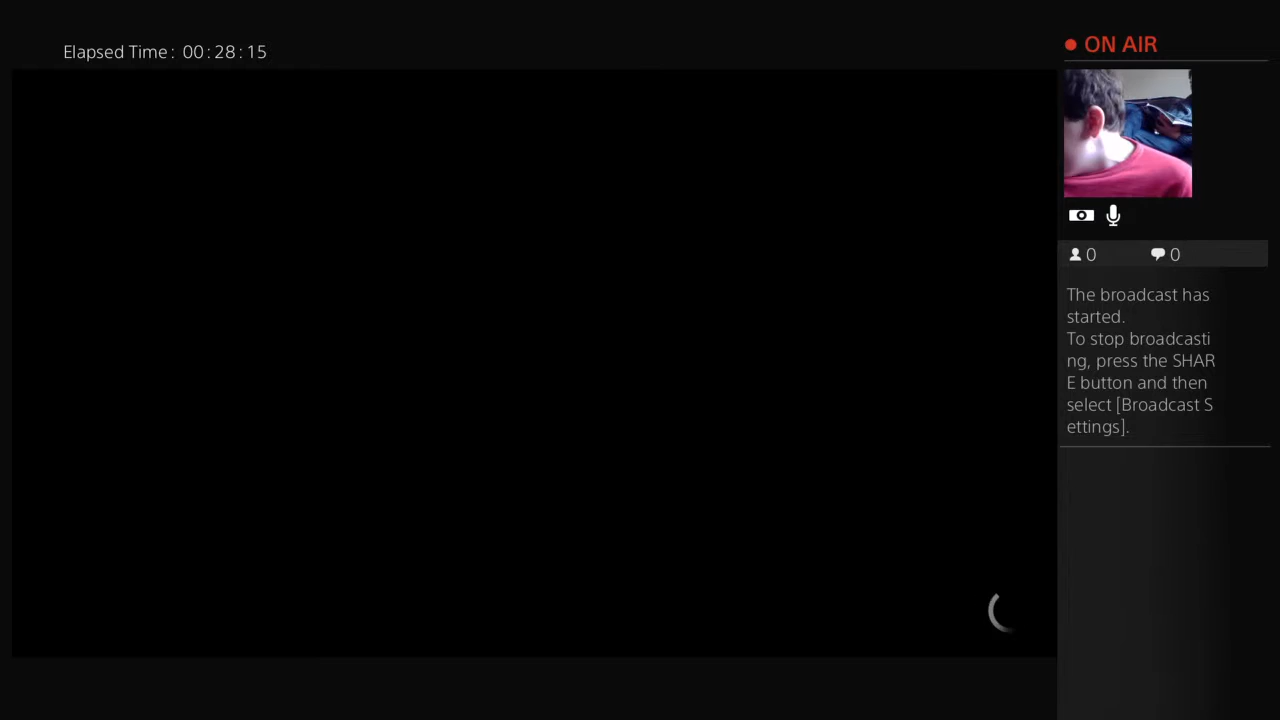 Elapsed Time: 00:28:15
ON AIR
0 0
The broadcast has
started.
To stop broadcasti
ng, press the SHAR
E button and then
select [Broadcast S
ettings].